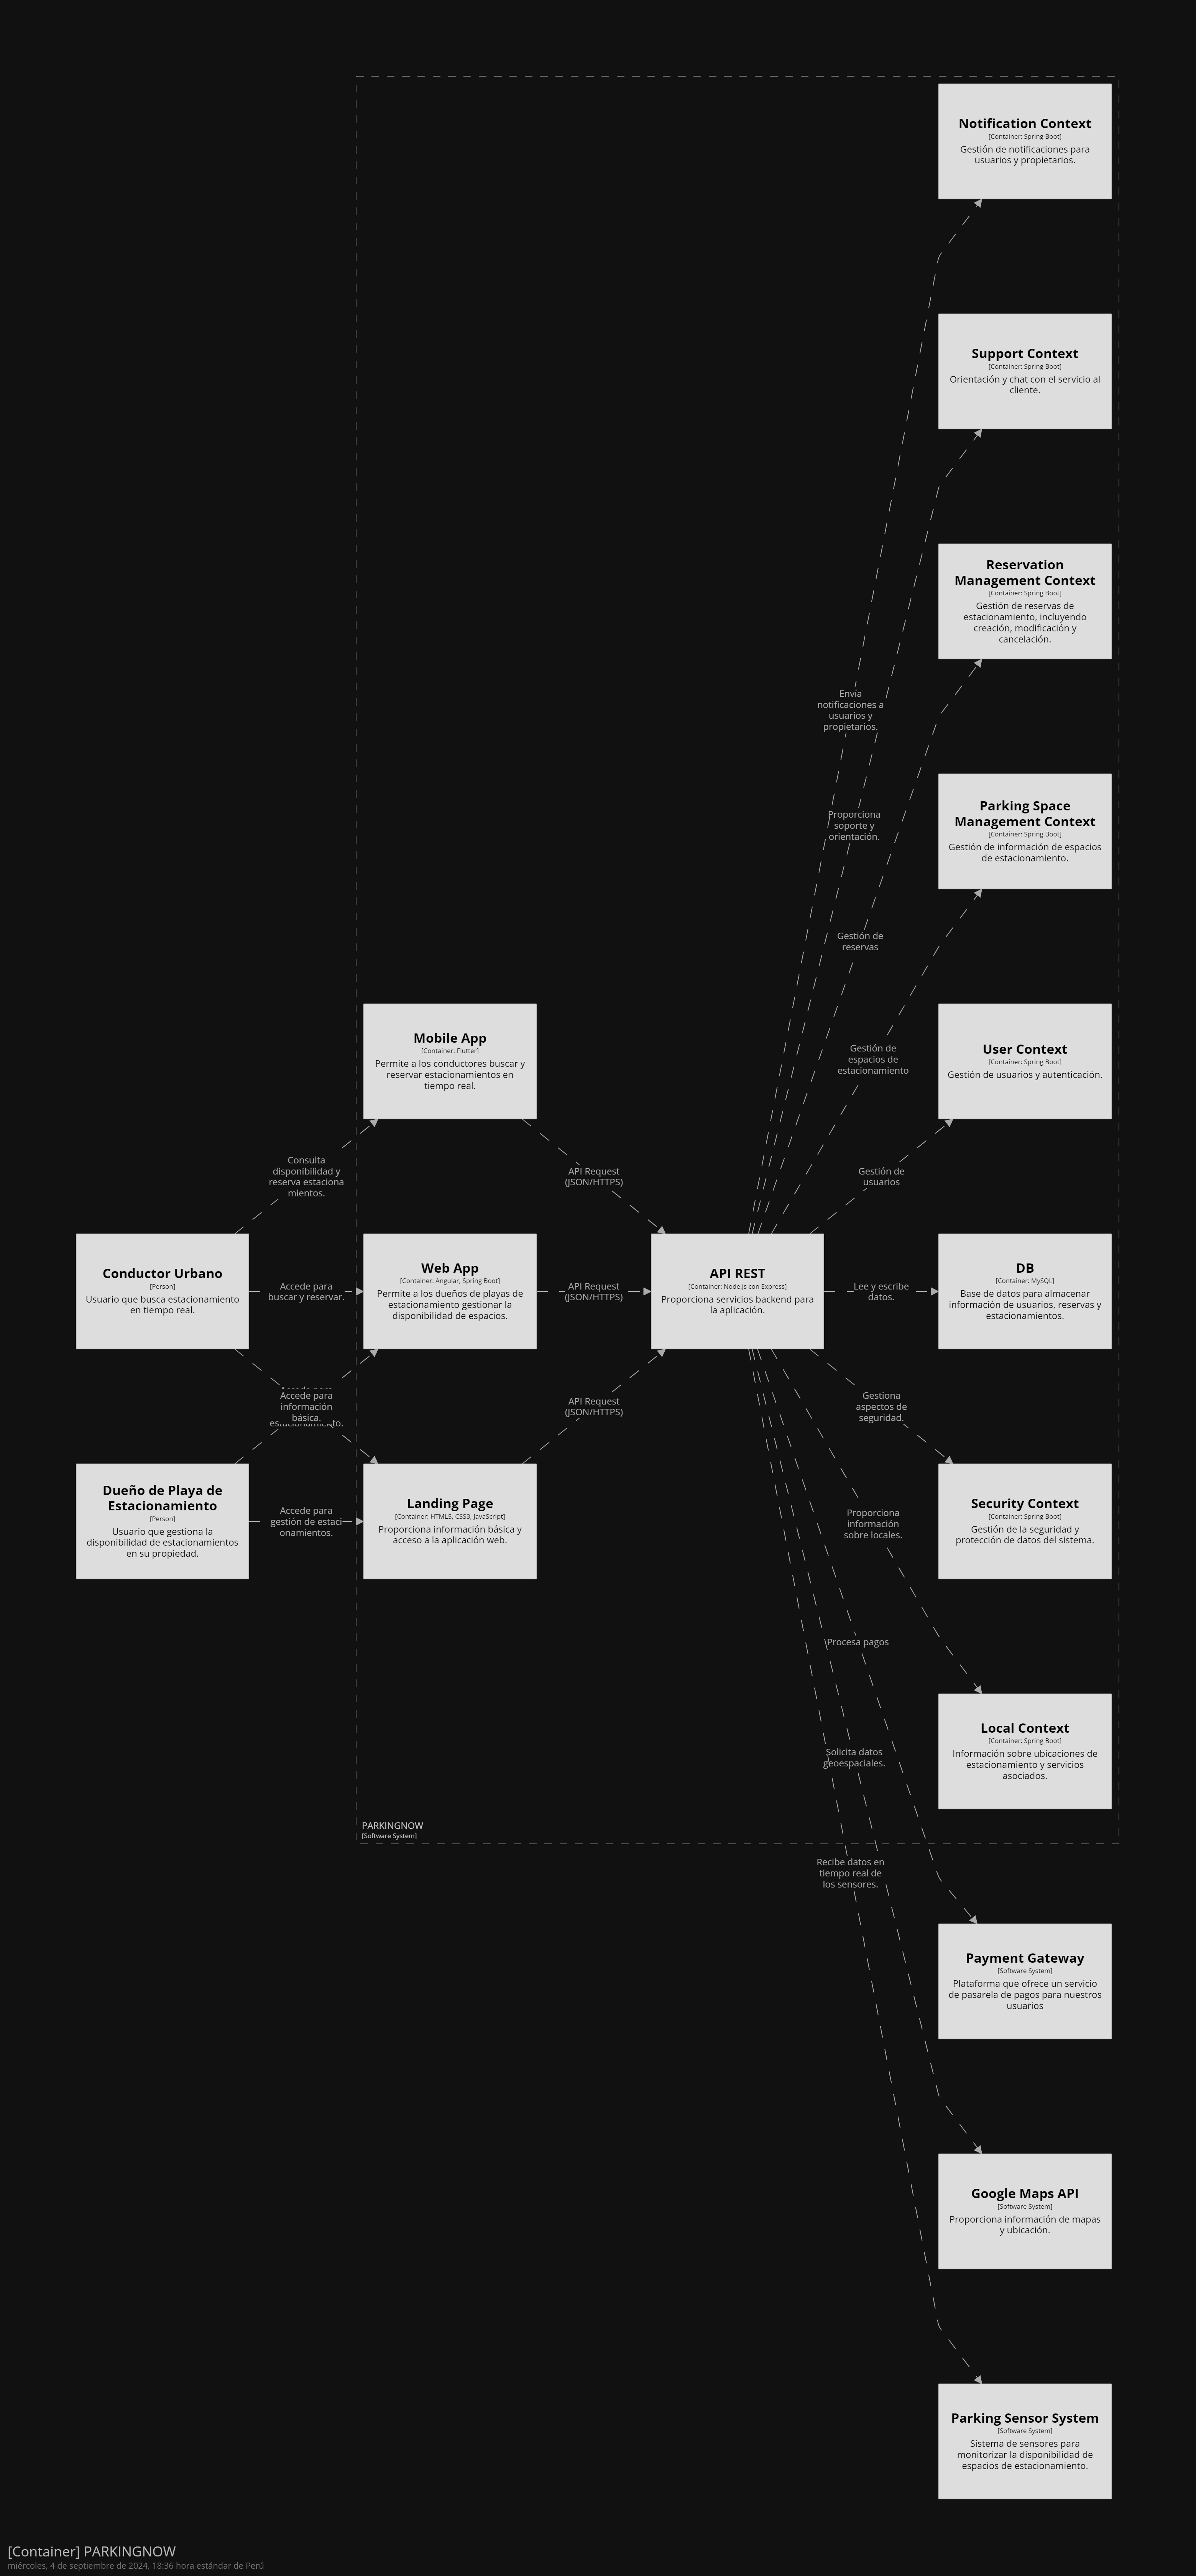 Notification Context
[Container: Spring Boot]
Gestión de notificaciones para
usuarios y propietarios.
Support Context
[Container: Spring Boot]
Orientación y chat con el servicio al
cliente.
Reservation
Management Context
[Container: Spring Boot]
Gestión de reservas de
estacionamiento, incluyendo
creación, modificación y
cancelación.
Envía
notificaciones a
usuarios y
propietarios.
Parking Space
Management Context
[Container: Spring Boot]
Gestión de información de espacios
de estacionamiento.
Proporciona
soporte y
orientación.
Gestión de
reservas
Mobile App
[Container: Flutter]
Permite a los conductores buscar y
reservar estacionamientos en
tiempo real.
Gestión de
espacios de
estacionamiento
User Context
[Container: Spring Boot]
Gestión de usuarios y autenticación.
Consulta
disponibilidad y
reserva estaciona
mientos.
API Request
(JSON/HTTPS)
Gestión de
usuarios
Conductor Urbano
[Person]
Usuario que busca estacionamiento
en tiempo real.
Accede para
buscar y reservar.
Web App
[Container: Angular, Spring Boot]
Permite a los dueños de playas de
estacionamiento gestionar la
disponibilidad de espacios.
API Request
(JSON/HTTPS)
API REST
[Container: Node.js con Express]
Proporciona servicios backend para
la aplicación.
Lee y escribe
datos.
DB
[Container: MySQL]
Base de datos para almacenar
información de usuarios, reservas y
estacionamientos.
Accede para
información
básica.
estacionamiento.
API Request
(JSON/HTTPS)
Gestiona
aspectos de
seguridad.
Dueño de Playa de
Estacionamiento
[Person]
Usuario que gestiona la
disponibilidad de estacionamientos
en su propiedad.
Accede para
gestión de estaci
onamientos.
Landing Page
[Container: HTML5, CSS3, JavaScript]
Proporciona información básica y
acceso a la aplicación web.
Proporciona
información
sobre locales.
Security Context
[Container: Spring Boot]
Gestión de la seguridad y
protección de datos del sistema.
Procesa pagos
Local Context
[Container: Spring Boot]
Información sobre ubicaciones de
estacionamiento y servicios
asociados.
Solicita datos
geoespaciales.
PARKINGNOW
[Software System]
Recibe datos en
tiempo real de
los sensores.
Payment Gateway
[Software System]
Plataforma que ofrece un servicio
de pasarela de pagos para nuestros
usuarios
Google Maps API
[Software System]
Proporciona información de mapas
y ubicación.
Parking Sensor System
[Software System]
Sistema de sensores para
monitorizar la disponibilidad de
espacios de estacionamiento.
[Container] PARKINGNOW
miércoles, 4 de septiembre de 2024, 18:36 hora estándar de Perú